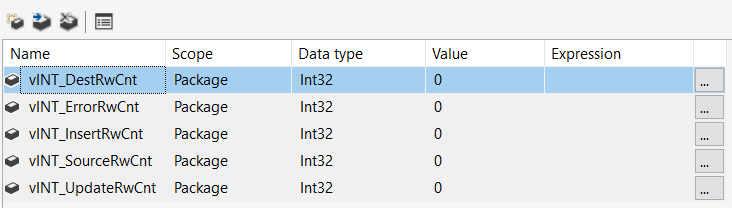 Name Scope Data type Value Expression
vINT_DestRwCnt Package Int32 0 ...
vINT_ErrorRwCnt Package Int32 0 ...
vINT_InsertRwCnt Package Int32 0 ...
vINT_SourceRwCnt Package Int32 0 ...
vINT_UpdateRwCnt Package Int32 0 ...